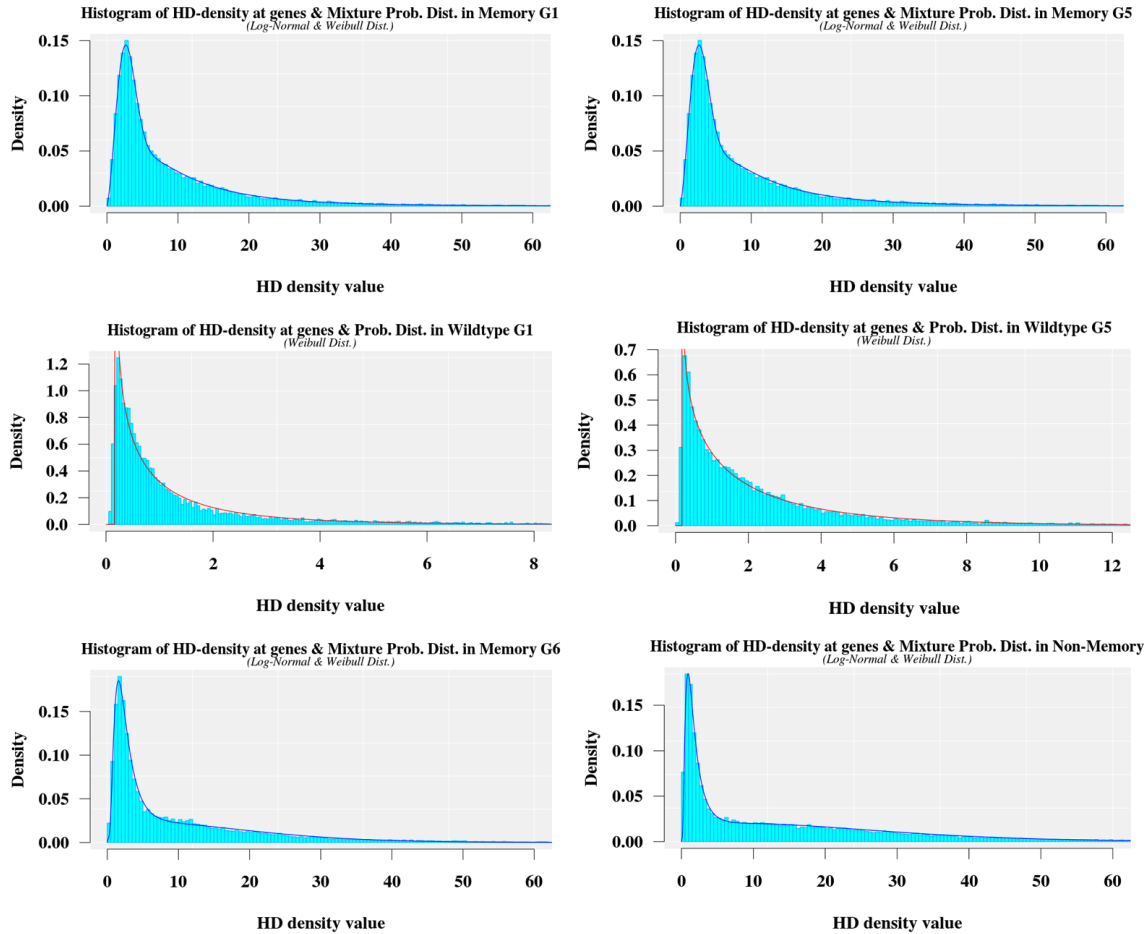 Histogram of HD-density at genes & Mixture Prob. Dist. in Memory G1
(Log-Normal & Weibull Dist.)
Density
0.15
0.10
0.05
0.00
0 10 20 30 40 50 60
HD density value
Histogram of HD-density at genes & Mixture Prob. Dist. in Memory G5
(Log-Normal & Weibull Dist.)
Density
0.15
0.10
0.05
0.00
0 10 20 30 40 50 60
HD density value
Histogram of HD-density at genes & Prob. Dist. in Wildtype G1
(Weibull Dist.)
Density
1.2
1.0
0.8
0.6
0.4
0.2
0.0
0 2 4 6 8
HD density value
Histogram of HD-density at genes & Prob. Dist. in Wildtype G5
(Weibull Dist.)
Density
0.7
0.6
0.5
0.4
0.3
0.2
0.1
0.0
0 2 4 6 8 10 12
HD density value
Histogram of HD-density at genes & Mixture Prob. Dist. in Memory G6
(Log-Normal & Weibull Dist.)
Density
0.15
0.10
0.05
0.00
0 10 20 30 40 50 60
HD density value
Histogram of HD-density at genes & Mixture Prob. Dist. in Non-Memory
(Log-Normal & Weibull Dist.)
Density
0.15
0.10
0.05
0.00
0 10 20 30 40 50 60
HD density value